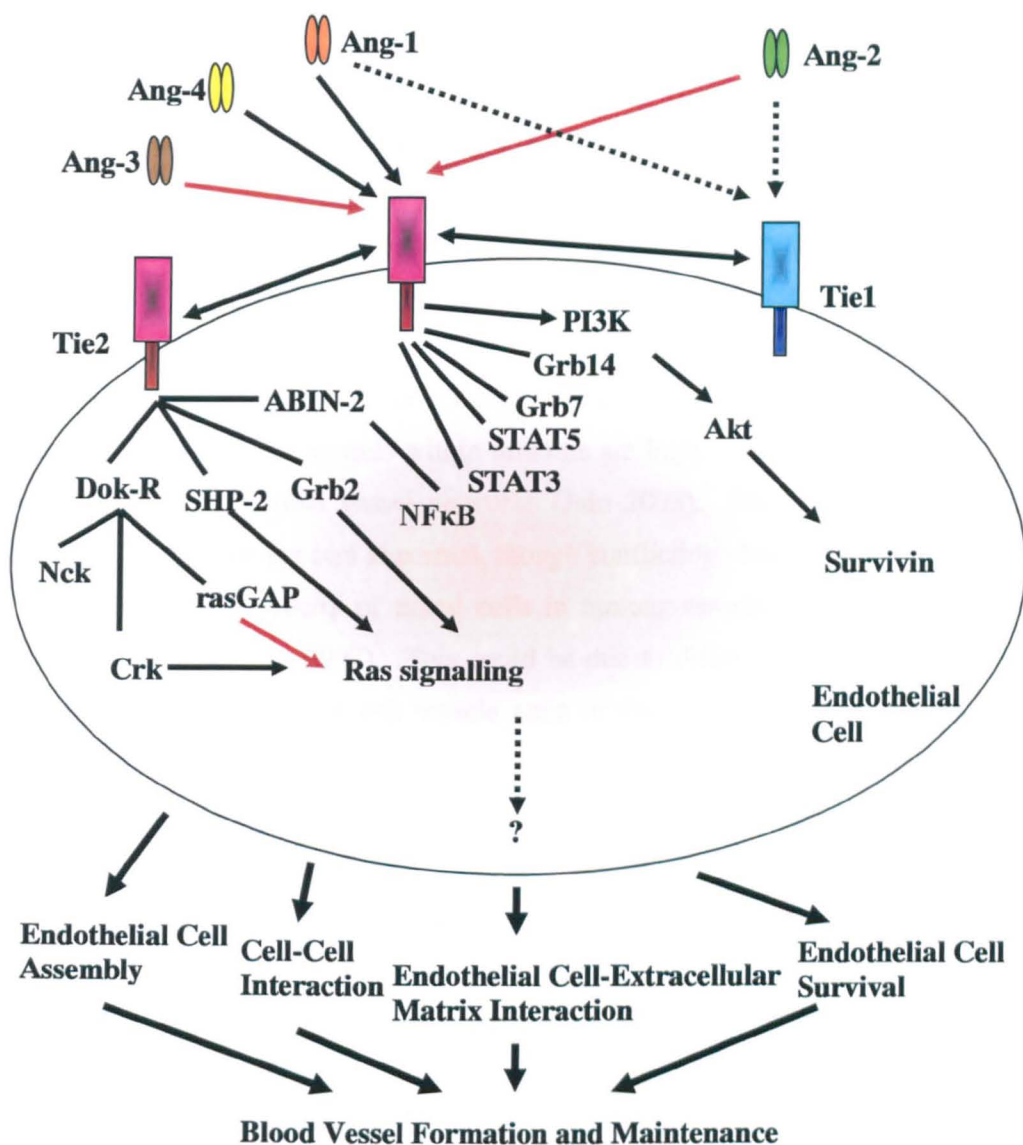 Ang-1
Ang-2
Ang-4
Ang-3
Tie1
Tie2
PI3K
Grb14
ABIN-2
Grb7
Akt
STAT5
Dok-R
SHP-2
Grb2
STAT3
NFκB
Nck
rasGAP
Survivin
Crk
Ras signalling
Endothelial
Cell
?
Endothelial Cell
Assembly
Cell-Cell
Interaction
Endothelial Cell-Extracellular
Matrix Interaction
Endothelial Cell
Survival
Blood Vessel Formation and Maintenance